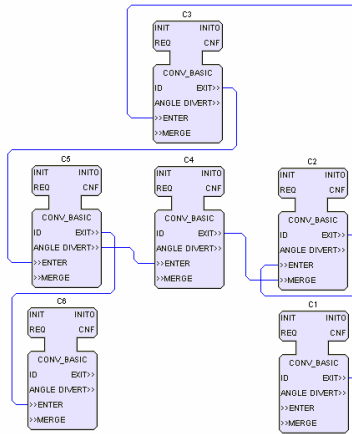 C3
INIT INITO
REQ CNF
CONV_BASIC
ID EXIT>>
ANGLE DIVERT>>
>>ENTER
>>MERGE
C5
INIT INITO
REQ CNF
CONV_BASIC
ID EXIT>>
ANGLE DIVERT>>
>>ENTER
>>MERGE
C4
INIT INITO
REQ CNF
CONV_BASIC
ID EXIT>>
ANGLE DIVERT>>
>>ENTER
>>MERGE
C2
INIT INITO
REQ CNF
CONV_BASIC
ID EXIT>>
ANGLE DIVERT>>
>>ENTER
>>MERGE
C6
INIT INITO
REQ CNF
CONV_BASIC
ID EXIT>>
ANGLE DIVERT>>
>>ENTER
>>MERGE
C1
INIT INITO
REQ CNF
CONV_BASIC
ID EXIT>>
ANGLE DIVERT>>
>>ENTER
>>MERGE